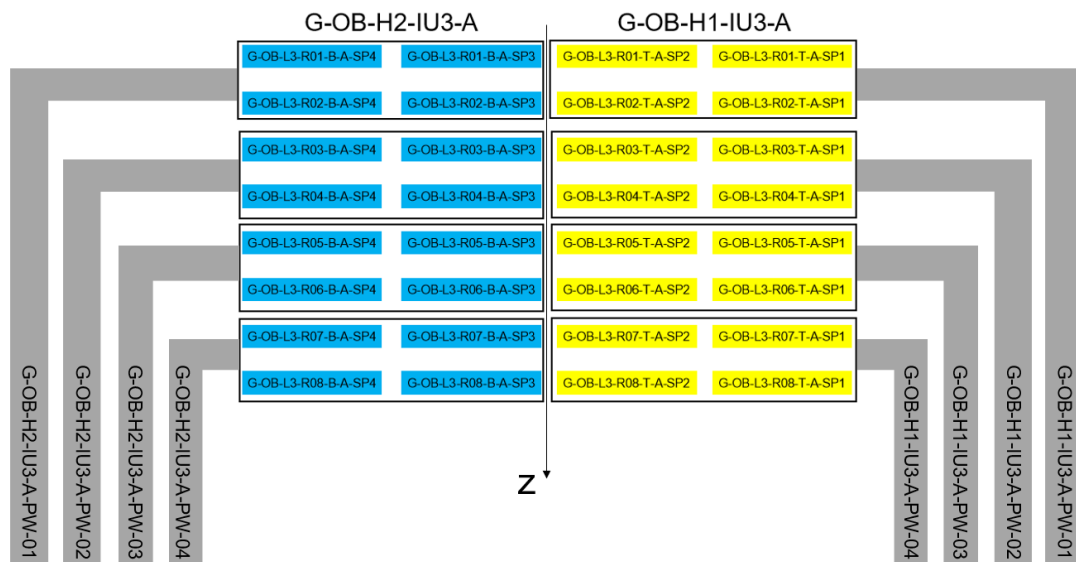 G-OB-H2-IU3-A G-OB-H1-IU3-A
G-OB-L3-R01-B-A-SP4 G-OB-L3-R01-B-A-SP3 G-OB-L3-R01-T-A-SP2 G-OB-L3-R01-T-A-SP1
G-OB-L3-R02-B-A-SP4 G-OB-L3-R02-B-A-SP3 G-OB-L3-R02-T-A-SP2 G-OB-L3-R02-T-A-SP1
G-OB-L3-R03-B-A-SP4 G-OB-L3-R03-B-A-SP3 G-OB-L3-R03-T-A-SP2 G-OB-L3-R03-T-A-SP1
G-OB-L3-R04-B-A-SP4 G-OB-L3-R04-B-A-SP3 G-OB-L3-R04-T-A-SP2 G-OB-L3-R04-T-A-SP1
G-OB-L3-R05-B-A-SP4 G-OB-L3-R05-B-A-SP3 G-OB-L3-R05-T-A-SP2 G-OB-L3-R05-T-A-SP1
G-OB-L3-R06-B-A-SP4 G-OB-L3-R06-B-A-SP3 G-OB-L3-R06-T-A-SP2 G-OB-L3-R06-T-A-SP1
G-OB-L3-R07-B-A-SP4 G-OB-L3-R07-B-A-SP3 G-OB-L3-R07-T-A-SP2 G-OB-L3-R07-T-A-SP1
G-OB-L3-R08-B-A-SP4 G-OB-L3-R08-B-A-SP3 G-OB-L3-R08-T-A-SP2 G-OB-L3-R08-T-A-SP1
G-OB-H2-IU3-A-PW-01
G-OB-H2-IU3-A-PW-02
G-OB-H2-IU3-A-PW-03
G-OB-H2-IU3-A-PW-04
Z
G-OB-H1-IU3-A-PW-04
G-OB-H1-IU3-A-PW-03
G-OB-H1-IU3-A-PW-02
G-OB-H1-IU3-A-PW-01